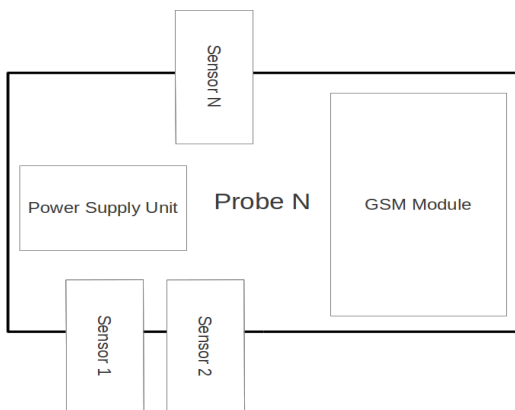 Sensor N
Power Supply Unit
Probe N
GSM Module
Sensor 1
Sensor 2